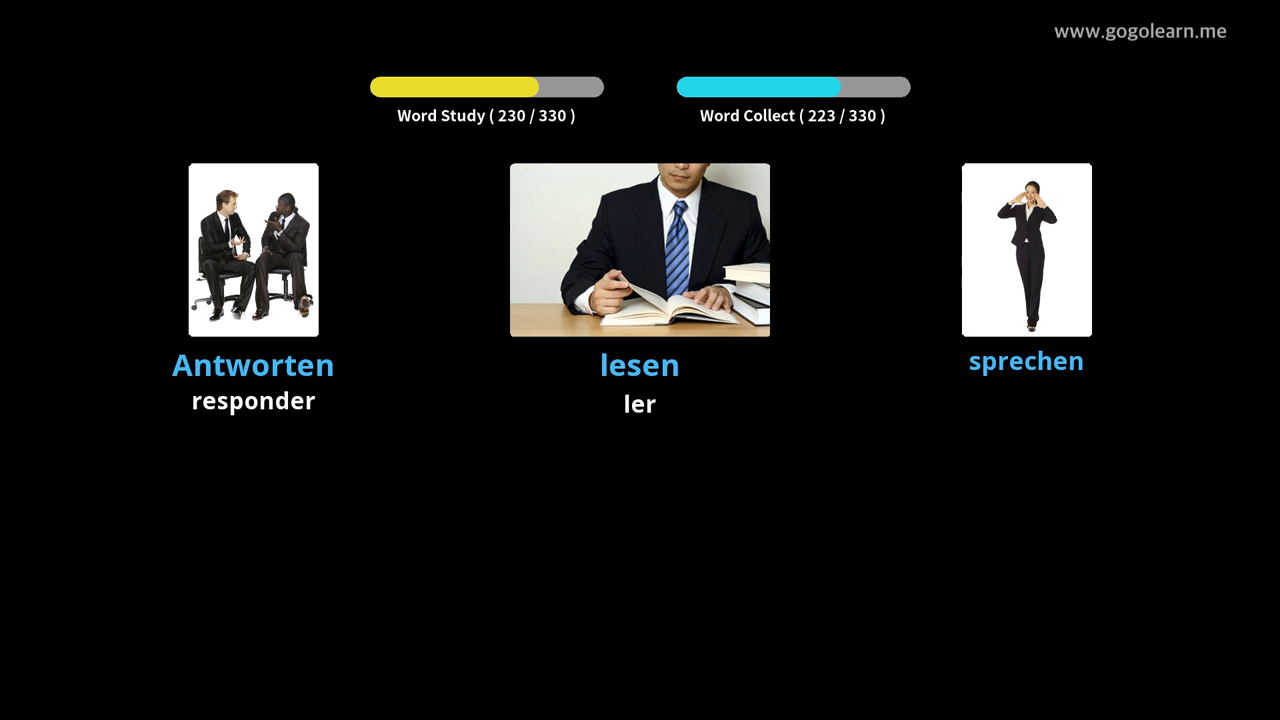 www.gogolearn.me
Word Study ( 230 / 330 )
Word Collect ( 223 / 330 )
Antworten
responder
lesen
ler
sprechen